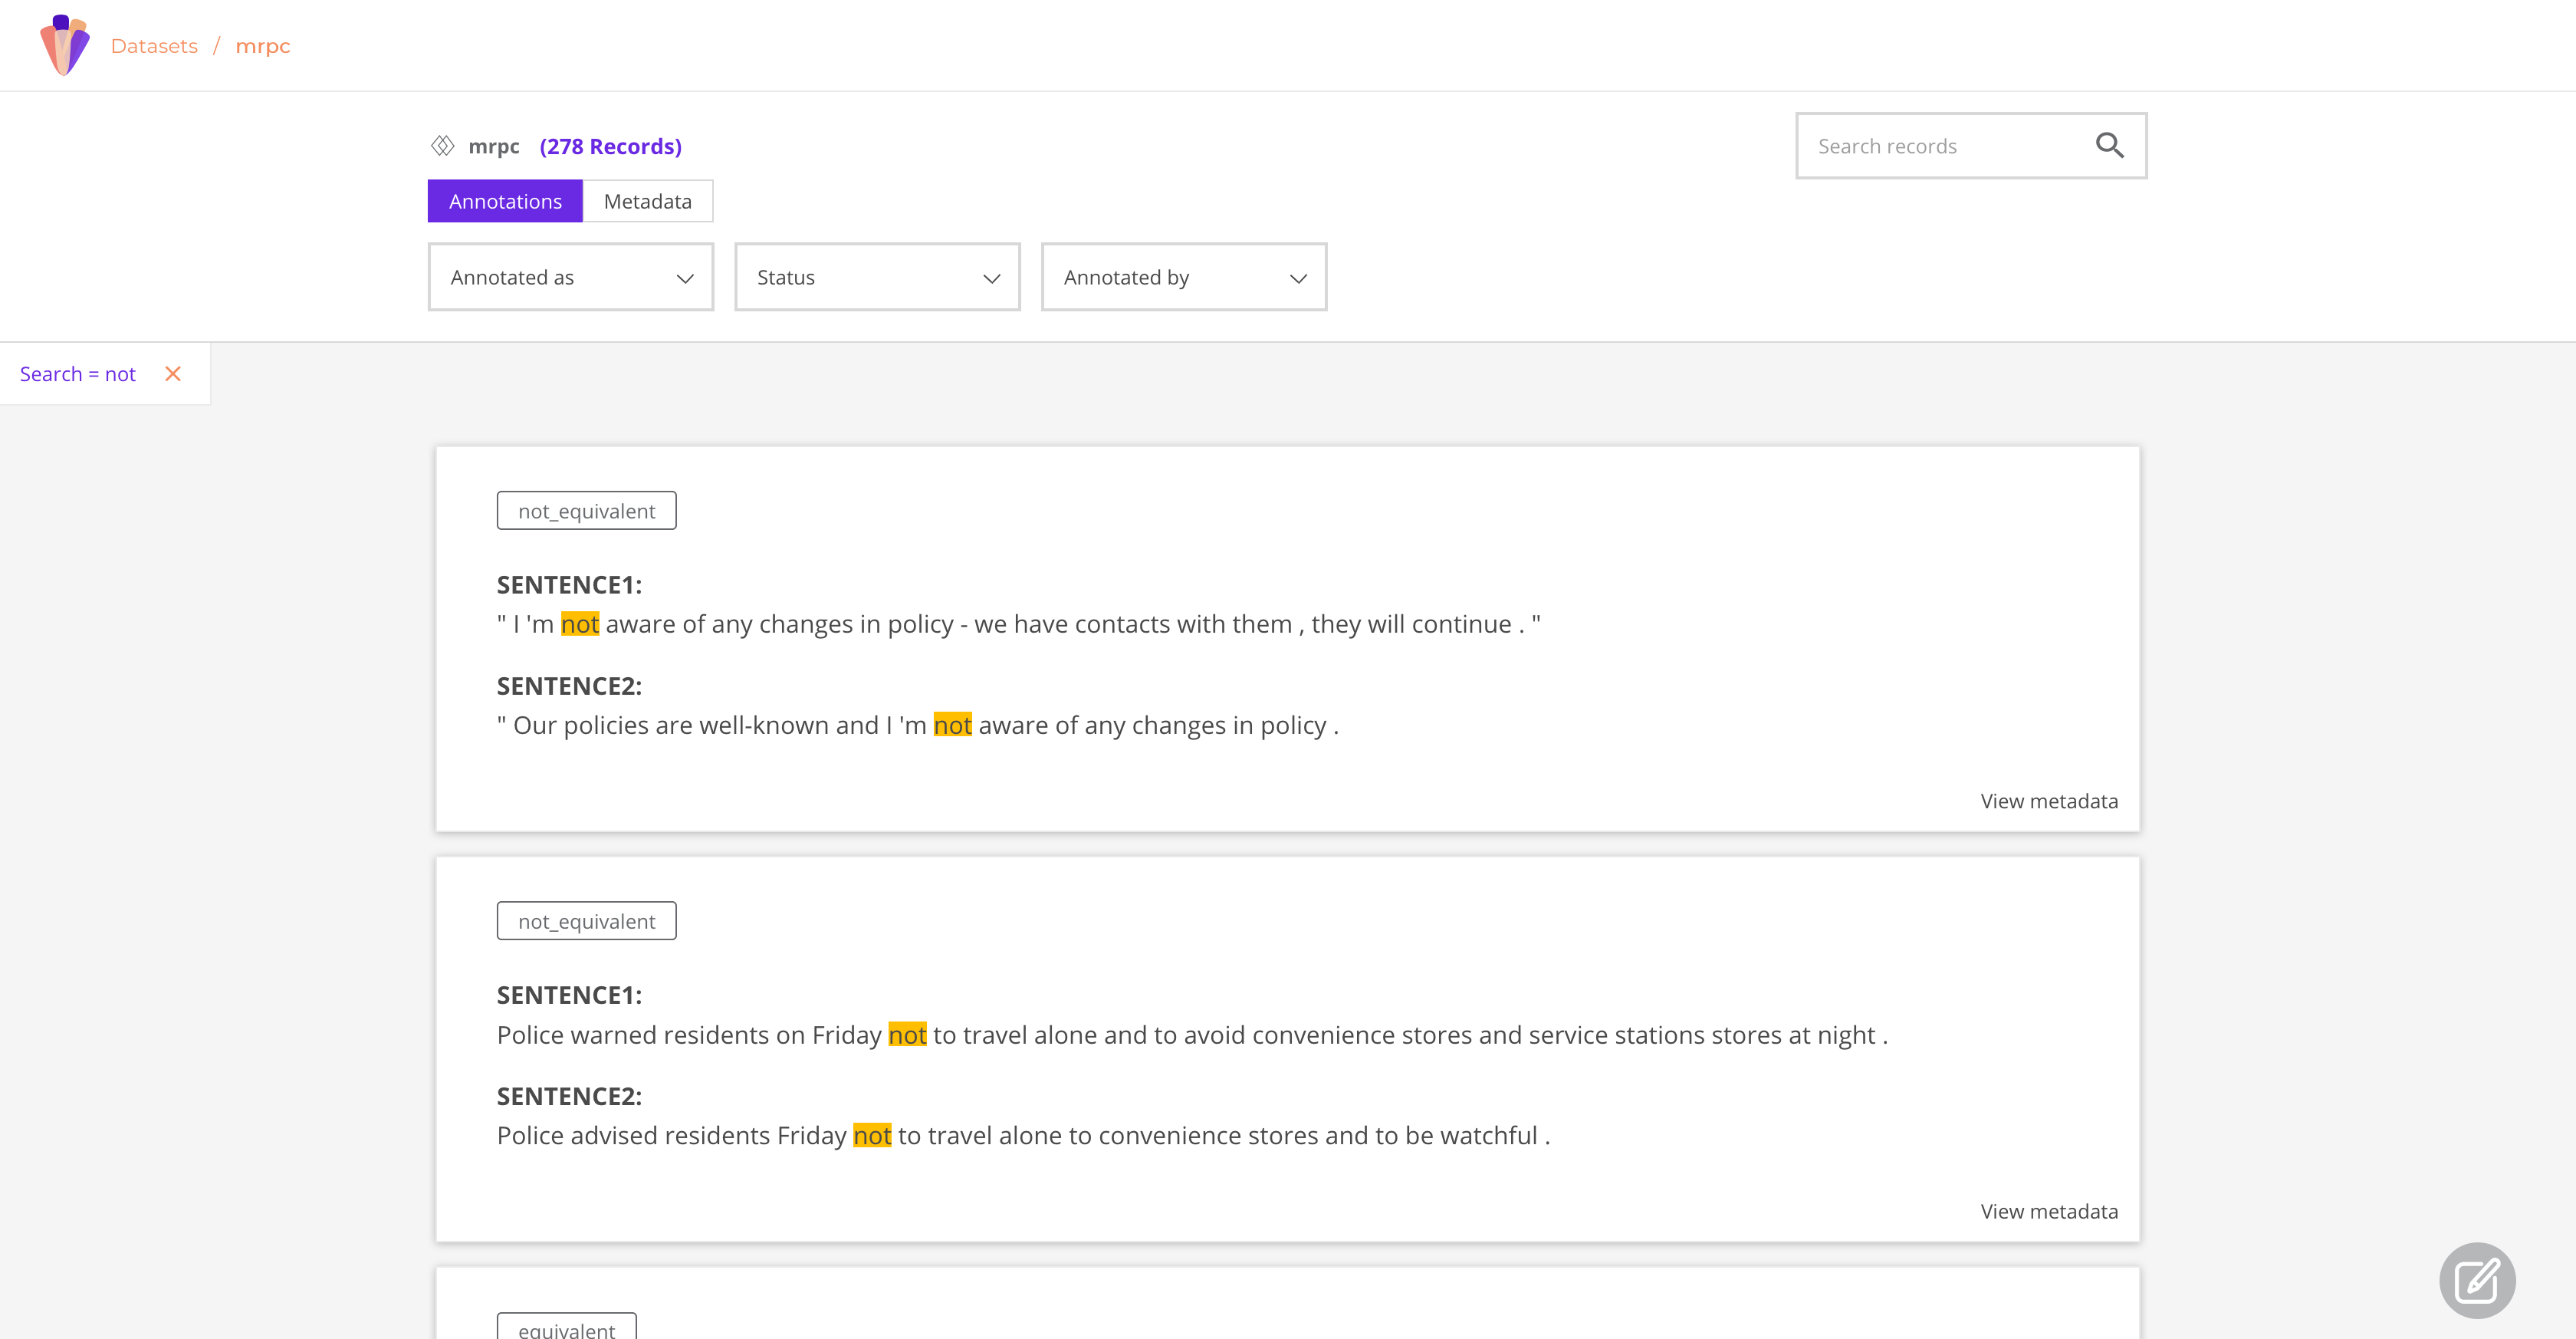 Datasets / mrpc
mrpc (278 Records)
Search records
Annotations Metadata
Annotated as Status Annotated by
Search = not
not_equivalent
SENTENCE1:
" I 'm not aware of any changes in policy - we have contacts with them , they will continue . "
SENTENCE2:
" Our policies are well-known and I 'm not aware of any changes in policy .
View metadata
not_equivalent
SENTENCE1:
Police warned residents on Friday not to travel alone and to avoid convenience stores and service stations stores at night .
SENTENCE2:
Police advised residents Friday not to travel alone to convenience stores and to be watchful .
View metadata
equivalent